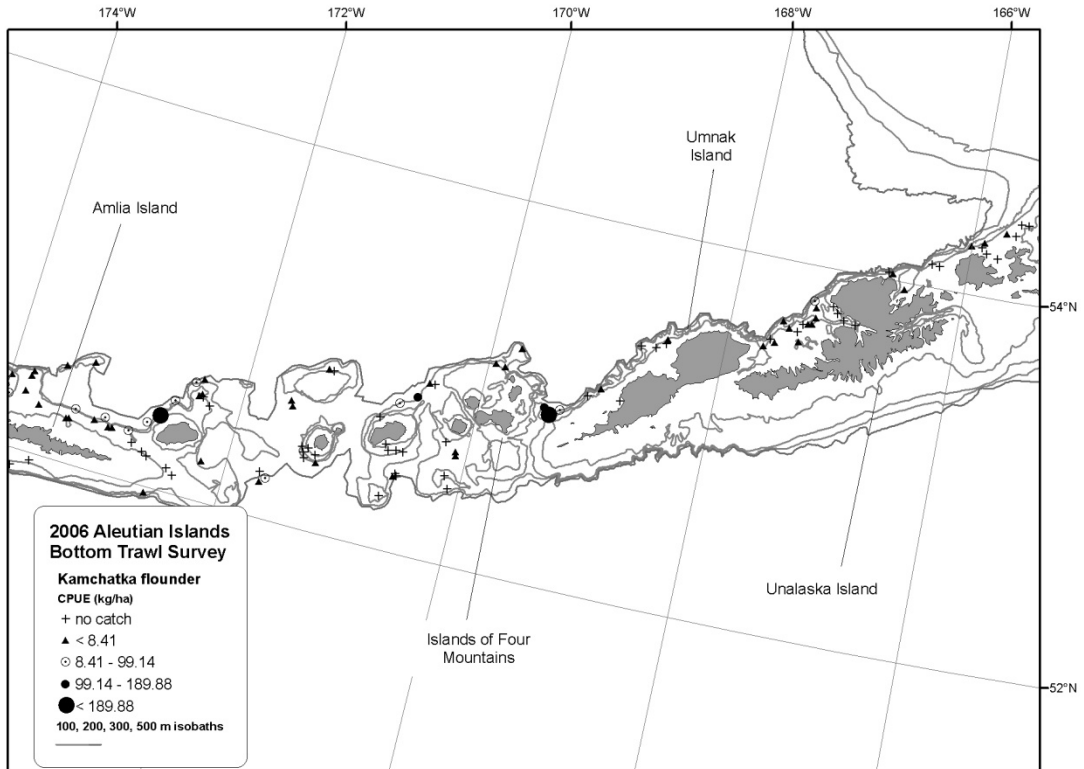 174°W
172°W
170°W
168°W
166°W
Umnak
Island
Amlia Island
54°N
Unalaska Island
Islands of Four
Mountains
52°N
2006 Aleutian Islands
Bottom Trawl Survey
Kamchatka flounder
CPUE (kg/ha)
no catch
< 8.41
8.41 - 99.14
99.14 - 189.88
< 189.88
100, 200, 300, 500 m isobaths